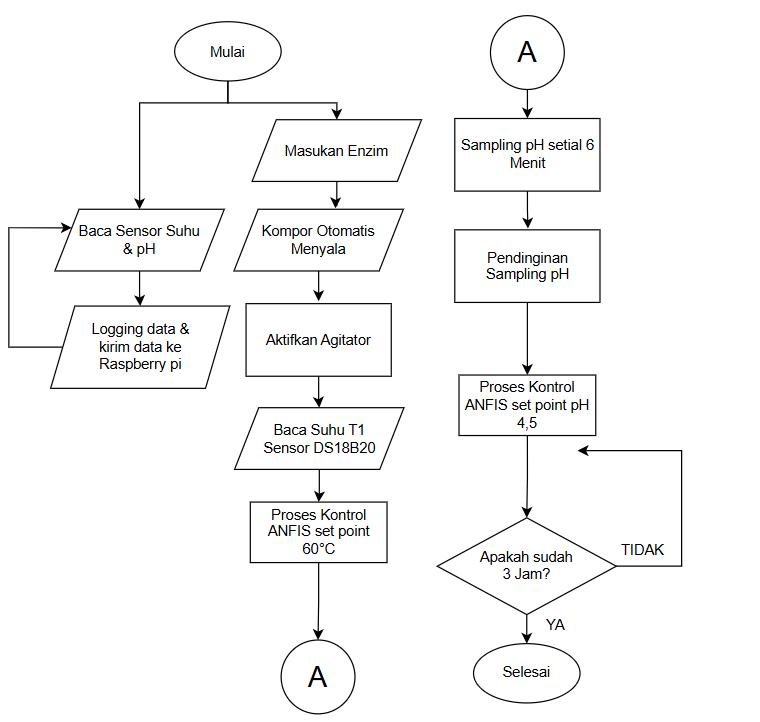 Mulai
Masukan Enzim
Baca Sensor Suhu
& pH
Logging data &
kirim data ke
Raspberry pi
Kompor Otomatis
Menyala
Aktifkan Agitator
Baca Suhu T1
Sensor DS18B20
Proses Kontrol
ANFIS set point
60°C
A
A
Sampling pH setial 6
Menit
Pendinginan
Sampling pH
Proses Kontrol
ANFIS set point pH
4,5
Apakah sudah
3 Jam?
TIDAK
YA
Selesai